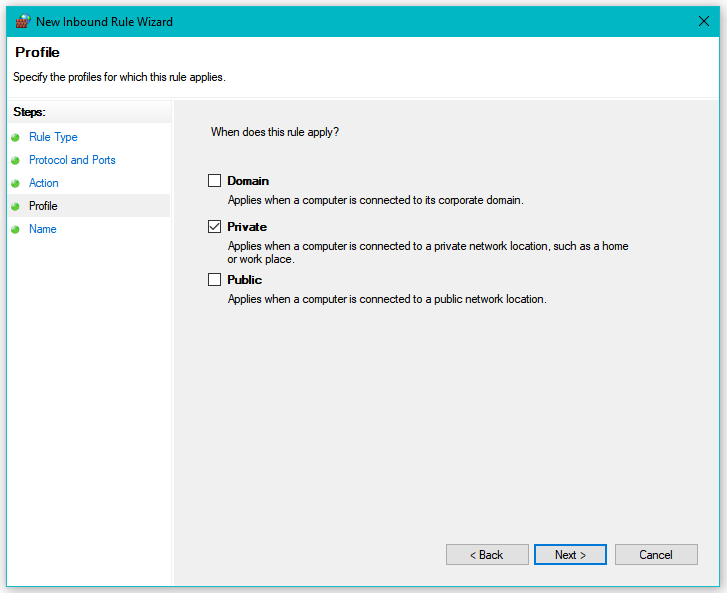 New Inbound Rule Wizard
Profile
Specify the profiles for which this rule applies.
Steps:
Rule Type
Protocol and Ports
Action
Profile
Name
When does this rule apply?
Domain
Applies when a computer is connected to its corporate domain.
Private
Applies when a computer is connected to a private network location, such as a home
or work place.
Public
Applies when a computer is connected to a public network location.
< Back
Next >
Cancel